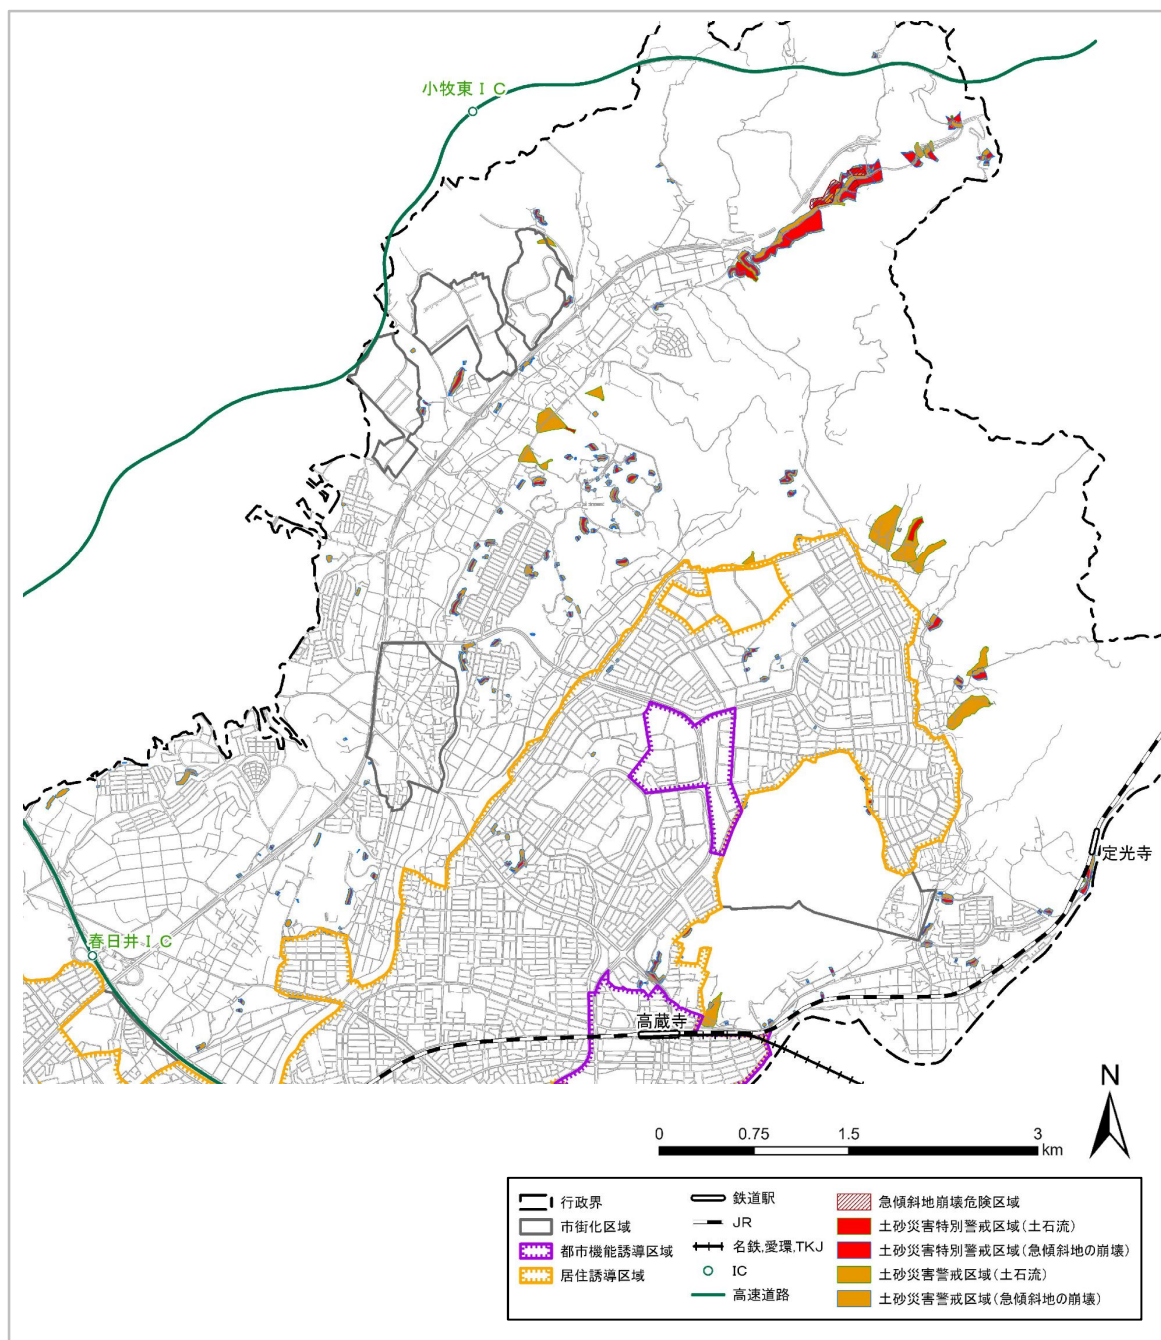 小牧東ＩＣ
定光寺
春日井ＩＣ
高蔵寺
N
0 0.75 1.5 3
km
行政界
市街化区域
都市機能誘導区域
居住誘導区域
鉄道駅
JR
名鉄,愛環,TKJ
IC
高速道路
急傾斜地崩壊危険区域
土砂災害特別警戒区域(土石流)
土砂災害特別警戒区域(急傾斜地の崩壊)
土砂災害警戒区域(土石流)
土砂災害警戒区域(急傾斜地の崩壊)